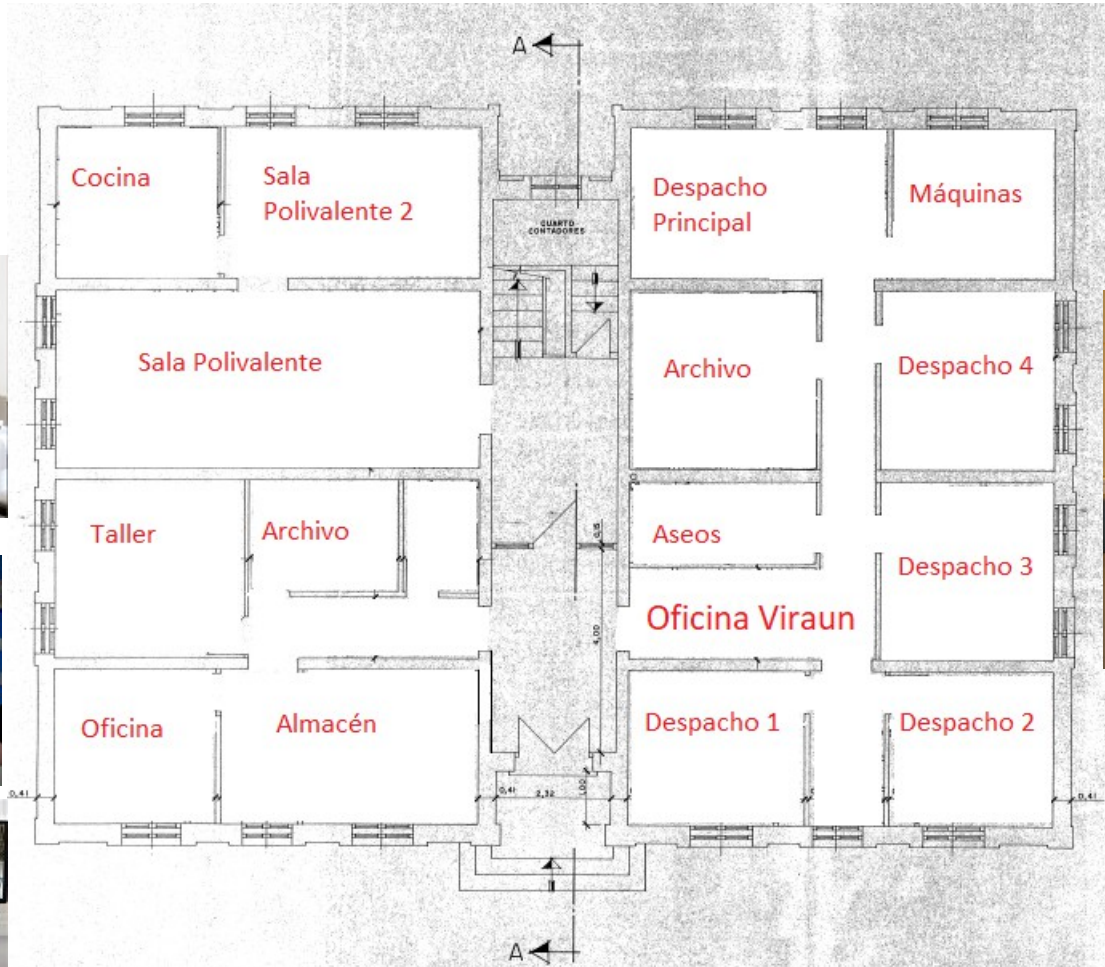 A
CUARTO
CONTADORES
Cocina
Sala
Polivalente 2
Despacho
Principal
Máquinas
Sala Polivalente
Archivo
Despacho 4
Taller
Archivo
Aseos
Despacho 3
0,15
4,00
Oficina Viraun
Oficina
Almacén
Despacho 1
Despacho 2
0,41
0,41
2,32
1,00
0,41
A